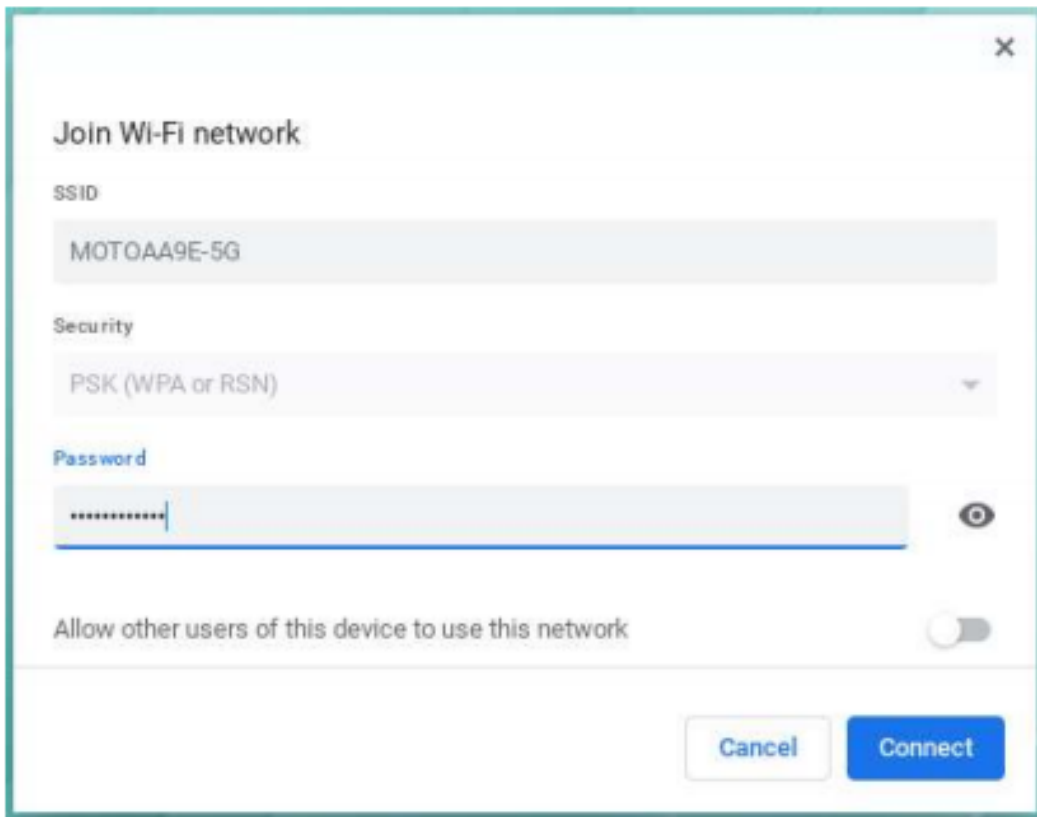 Join Wi-Fi network
SSID
MOTOAA9E-5G
Security
PSK (WPA or RSN)
Password
••••••••••••
Allow other users of this device to use this network
Cancel
Connect